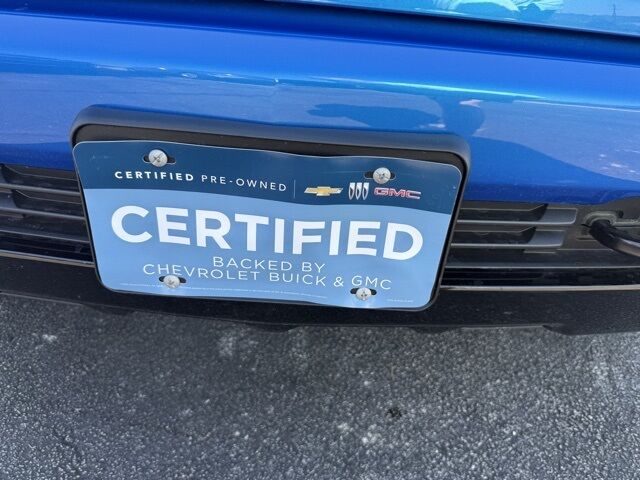 CERTIFIED PRE-OWNED GMC
CERTIFIED
BACKED BY
CHEVROLET BUICK & GMC